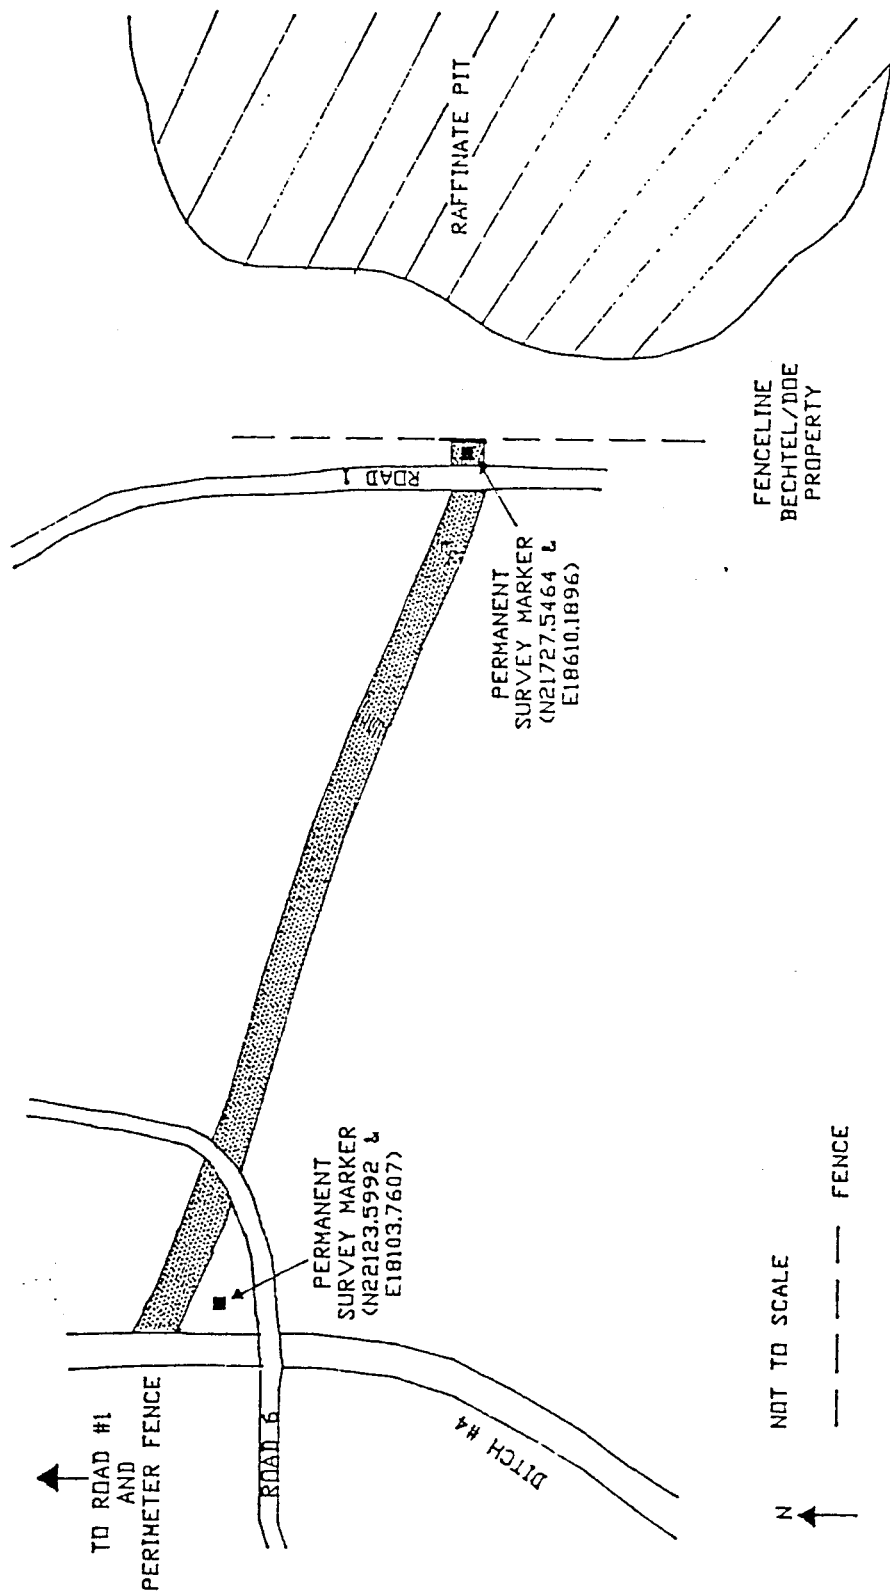 TO ROAD #1
AND
PERIMETER FENCE
ROAD 6
DITCH #4
PERMANENT
SURVEY MARKER
(N22123.5992 &
E18103.7607)
PERMANENT
SURVEY MARKER
(N21727.5464 &
E18610.1896)
ROAD 1
RAFFINATE PIT
FENCELINE
BECHTEL/DOE
PROPERTY
N
NOT TO SCALE
FENCE